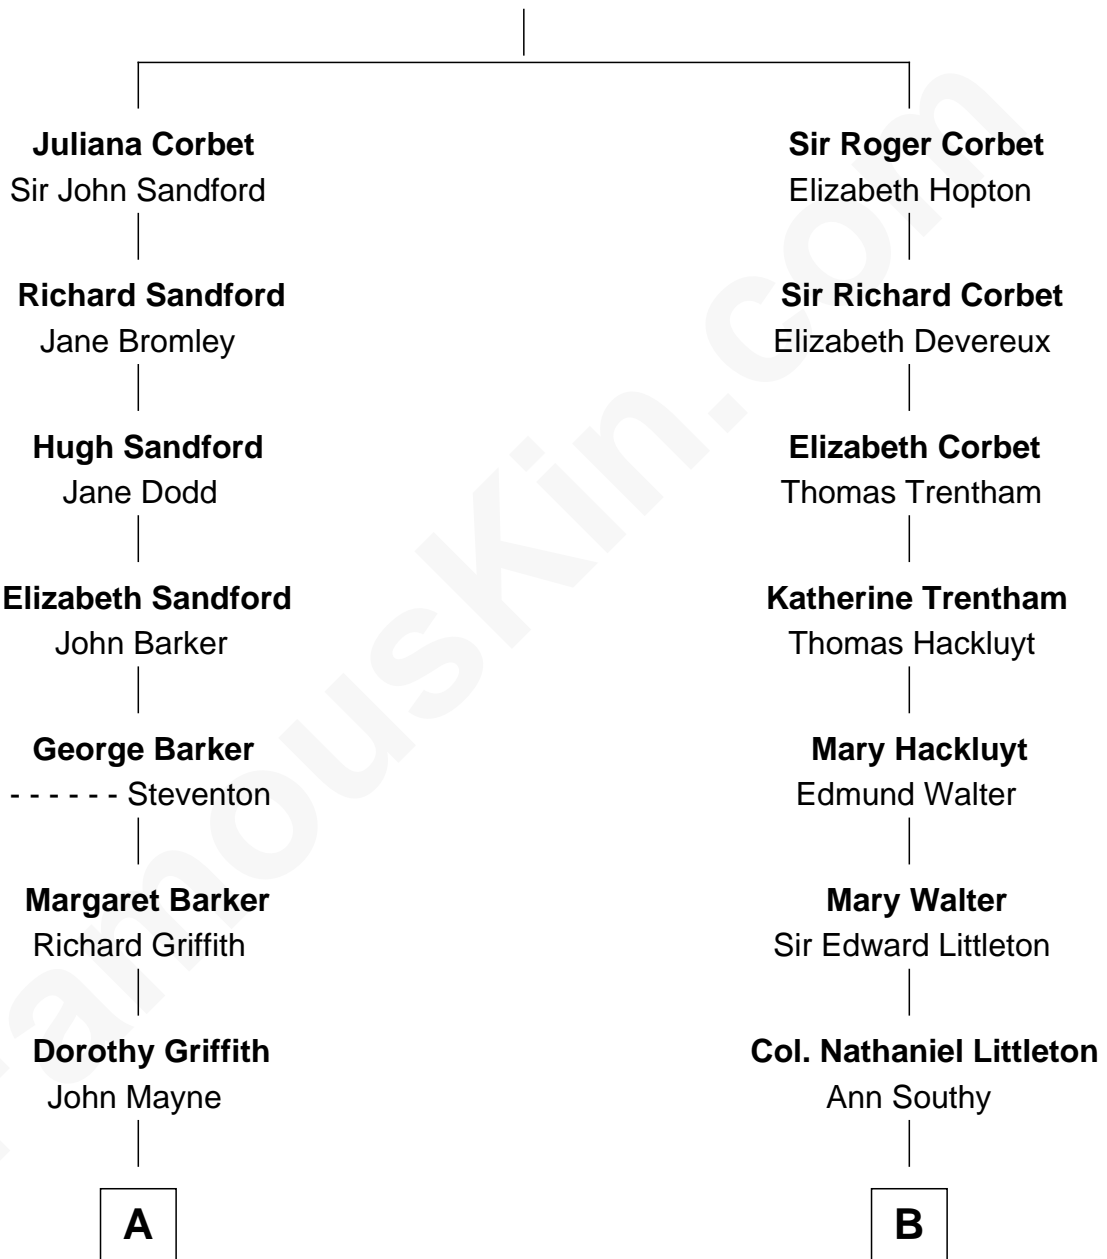 Juliana Corbet
Sir John Sandford
Sir Roger Corbet
Elizabeth Hopton
Richard Sandford
Jane Bromley
Sir Richard Corbet
Elizabeth Devereux
Hugh Sandford
Jane Dodd
Elizabeth Corbet
Thomas Trentham
Elizabeth Sandford
John Barker
Katherine Trentham
Thomas Hackluyt
George Barker
- - - - - - Steventon
Mary Hackluyt
Edmund Walter
Margaret Barker
Richard Griffith
Mary Walter
Sir Edward Littleton
Dorothy Griffith
John Mayne
Col. Nathaniel Littleton
Ann Southy
A
B
FamousKin.com